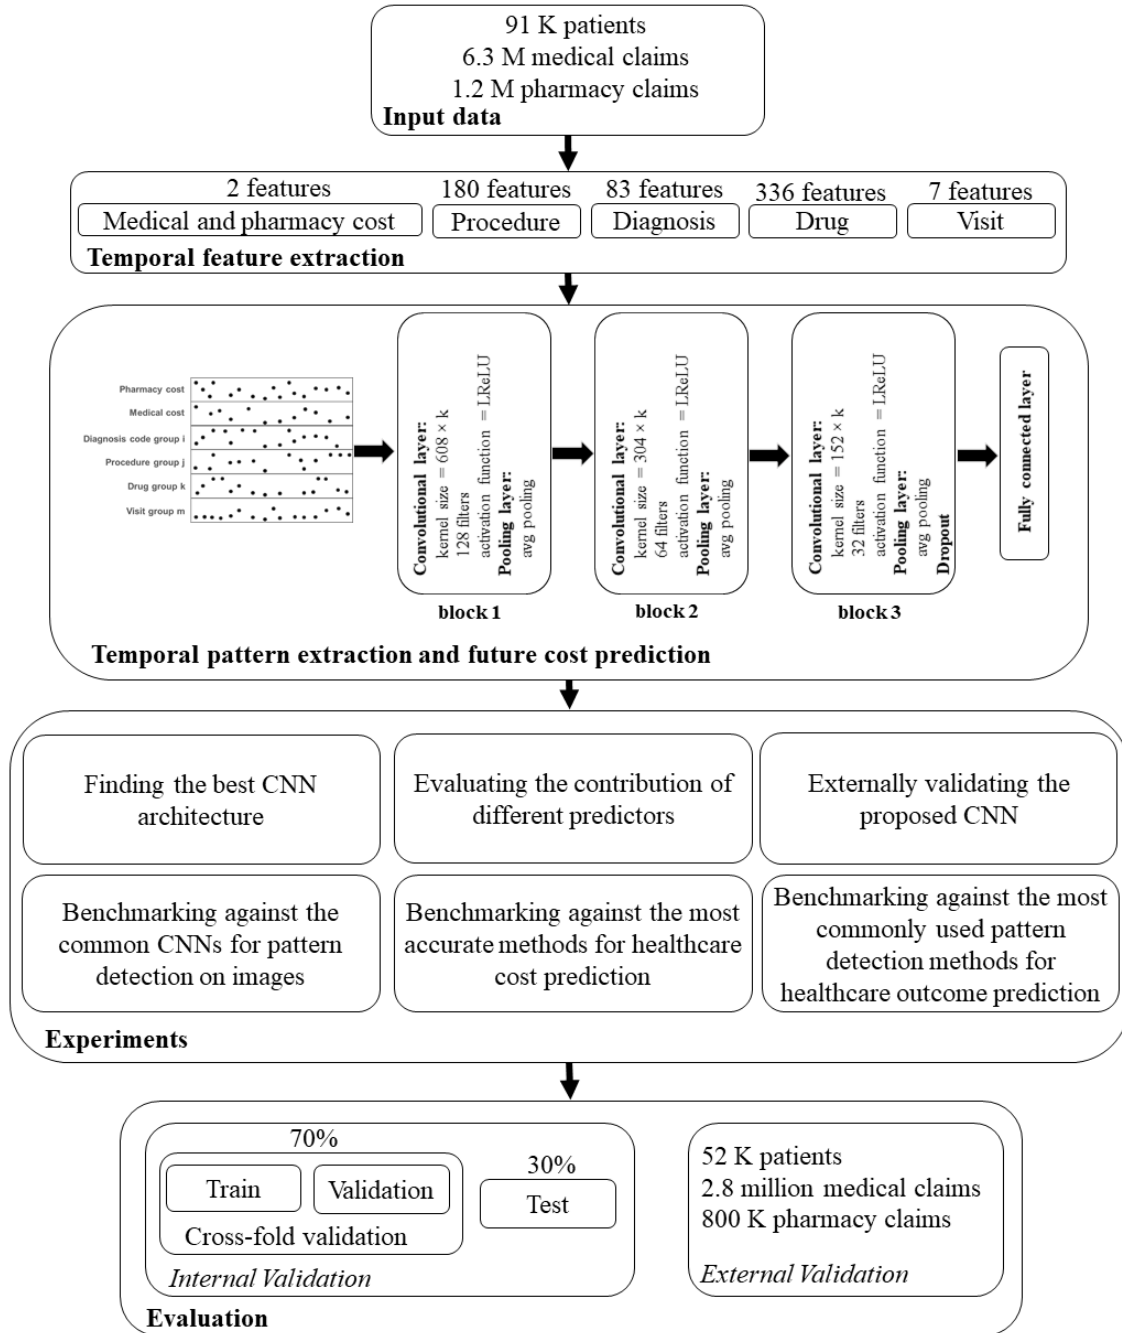 91 K patients
6.3 M medical claims
1.2 M pharmacy claims
Input data
2 features
180 features
83 features
336 features
7 features
Medical and pharmacy cost
Procedure
Diagnosis
Drug
Visit
Temporal feature extraction
Pharmacy cost
Medical cost
Diagnosis code group i
Procedure group j
Drug group k
Visit group m
Convolutional layer:
kernel size = 608 × k
128 filters
activation function = LReLU
Pooling layer:
avg pooling
block 1
Convolutional layer:
kernel size = 304 × k
64 filters
activation function = LReLU
Pooling layer:
avg pooling
block 2
Convolutional layer:
kernel size = 152 × k
32 filters
activation function = LReLU
Pooling layer:
avg pooling
Dropout
block 3
Fully connected layer
Temporal pattern extraction and future cost prediction
Finding the best CNN
architecture
Evaluating the contribution of
different predictors
Externally validating the
proposed CNN
Benchmarking against the
common CNNs for pattern
detection on images
Benchmarking against the most
accurate methods for healthcare
cost prediction
Benchmarking against the most
commonly used pattern
detection methods for
healthcare outcome prediction
Experiments
70%
Train
Validation
Cross-fold validation
30%
Test
Internal Validation
52 K patients
2.8 million medical claims
800 K pharmacy claims
External Validation
Evaluation